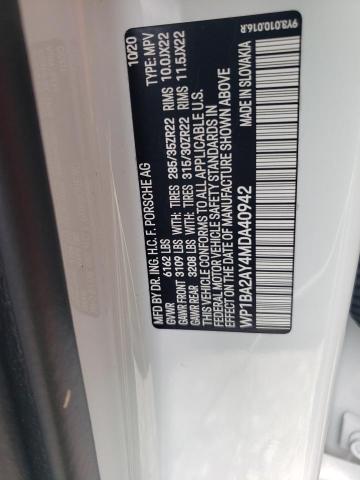 9Y3.010.016.R
MFD BY DR. ING. H.C. F. PORSCHE AG 10/20
GVWR 6162 LBS TYPE: MPV
GAWR FRONT 3109 LBS WITH: TIRES 285/35ZR22 RIMS 10.0JX22
GAWR REAR 3208 LBS WITH: TIRES 315/30ZR22 RIMS 11.5JX22
THIS VEHICLE CONFORMS TO ALL APPLICABLE U.S.
FEDERAL MOTOR VEHICLE SAFETY STANDARDS IN
EFFECT ON THE DATE OF MANUFACTURE SHOWN ABOVE
WP1BA2AY4MDA40942 MADE IN SLOVAKIA